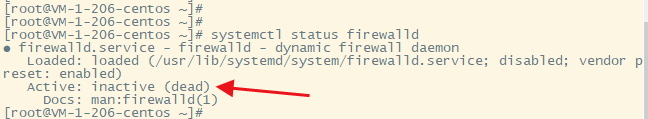 [root@VM-1-206-centos ~]#
[root@VM-1-206-centos ~]#
[root@VM-1-206-centos ~]# systemctl status firewalld
● firewalld.service - firewalld - dynamic firewall daemon
Loaded: loaded (/usr/lib/systemd/system/firewalld.service; disabled; vendor p
reset: enabled)
Active: inactive (dead)
Docs: man:firewalld(1)
[root@VM-1-206-centos ~]#